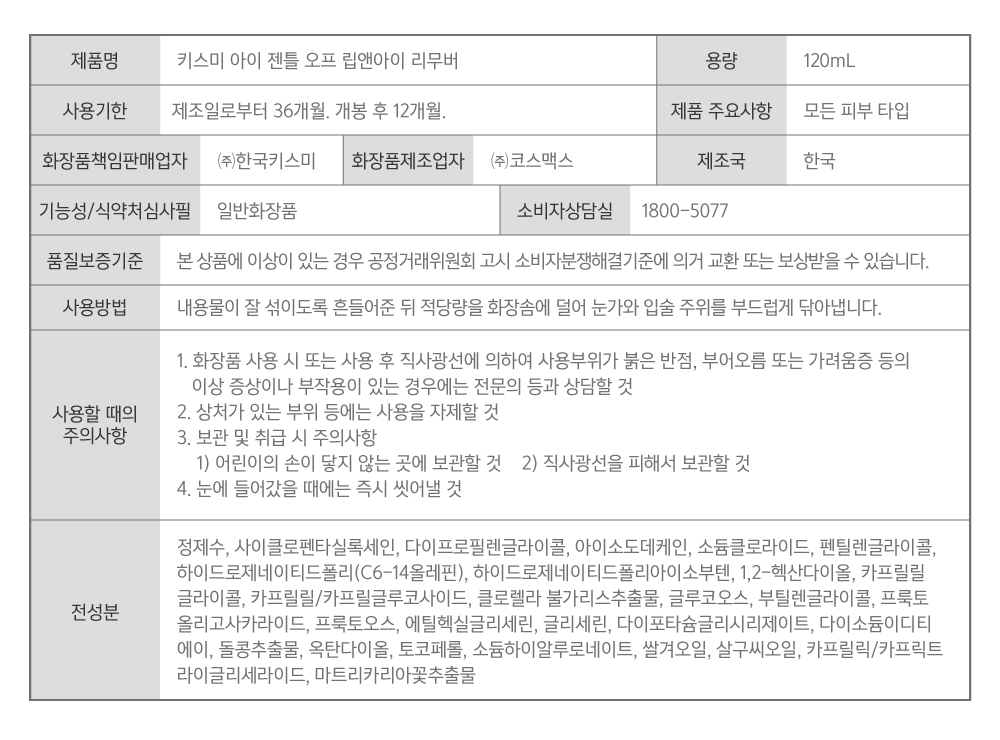 제품명 키스미 아이 젠틀 오프 립앤아이 리무버 용량 120mL
사용기한 제조일로부터 36개월. 개봉 후 12개월. 제품 주요사항 모든 피부 타입
화장품책임판매업자 ㈜한국키스미 화장품제조업자 ㈜코스맥스 제조국 한국
기능성/식약처심사필 일반화장품 소비자상담실 1800-5077
품질보증기준 본 상품에 이상이 있는 경우 공정거래위원회 고시 소비자분쟁해결기준에 의거 교환 또는 보상받을 수 있습니다.
사용방법 내용물이 잘 섞이도록 흔들어준 뒤 적당량을 화장솜에 덜어 눈가와 입술 주위를 부드럽게 닦아냅니다.
사용할 때의
주의사항
1. 화장품 사용 시 또는 사용 후 직사광선에 의하여 사용부위가 붉은 반점, 부어오름 또는 가려움증 등의
이상 증상이나 부작용이 있는 경우에는 전문의 등과 상담할 것
2. 상처가 있는 부위 등에는 사용을 자제할 것
3. 보관 및 취급 시 주의사항
1) 어린이의 손이 닿지 않는 곳에 보관할 것 2) 직사광선을 피해서 보관할 것
4. 눈에 들어갔을 때에는 즉시 씻어낼 것
전성분
정제수, 사이클로펜타실록세인, 다이프로필렌글라이콜, 아이소도데케인, 소듐클로라이드, 펜틸렌글라이콜,
하이드로제네이티드폴리(C6-14올레핀), 하이드로제네이티드폴리아이소부텐, 1,2-헥산다이올, 카프릴릴
글라이콜, 카프릴릴/카프릴글루코사이드, 클로렐라 불가리스추출물, 글루코오스, 부틸렌글라이콜, 프룩토
올리고사카라이드, 프룩토오스, 에틸헥실글리세린, 글리세린, 다이포타슘글리시리제이트, 다이소듐이디티
에이, 돌콩추출물, 옥탄다이올, 토코페롤, 소듐하이알루로네이트, 쌀겨오일, 살구씨오일, 카프릴릭/카프릭트
라이글리세라이드, 마트리카리아꽃추출물